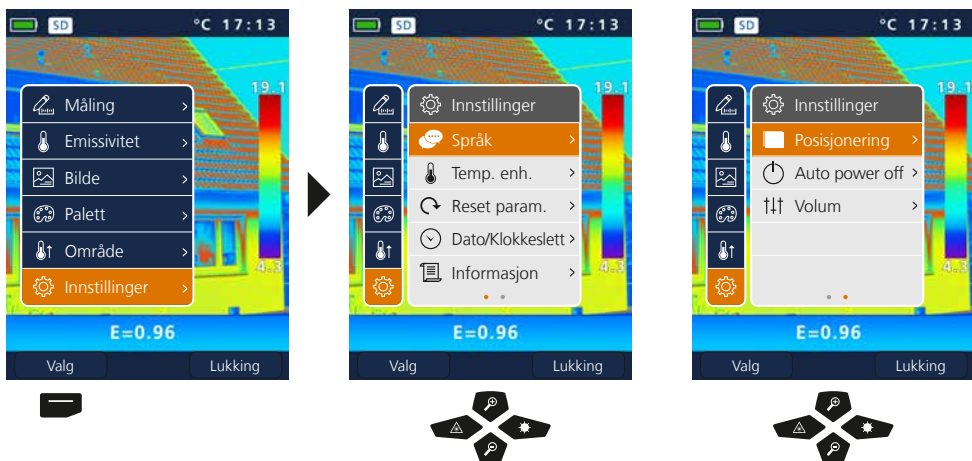 SD °C 17:13
19.1
Måling
Emissivitet
Bilde
Palett
Område
Innstillinger
E=0.96
Valg Lukking
SD °C 17:13
19.1
Innstillinger
Språk
Temp. enh.
Reset param.
Dato/Klokkeslett
Informasjon
4.3
E=0.96
Valg Lukking
SD °C 17:13
19.1
Innstillinger
Posisjonering
Auto power off
Volum
4.3
E=0.96
Valg Lukking